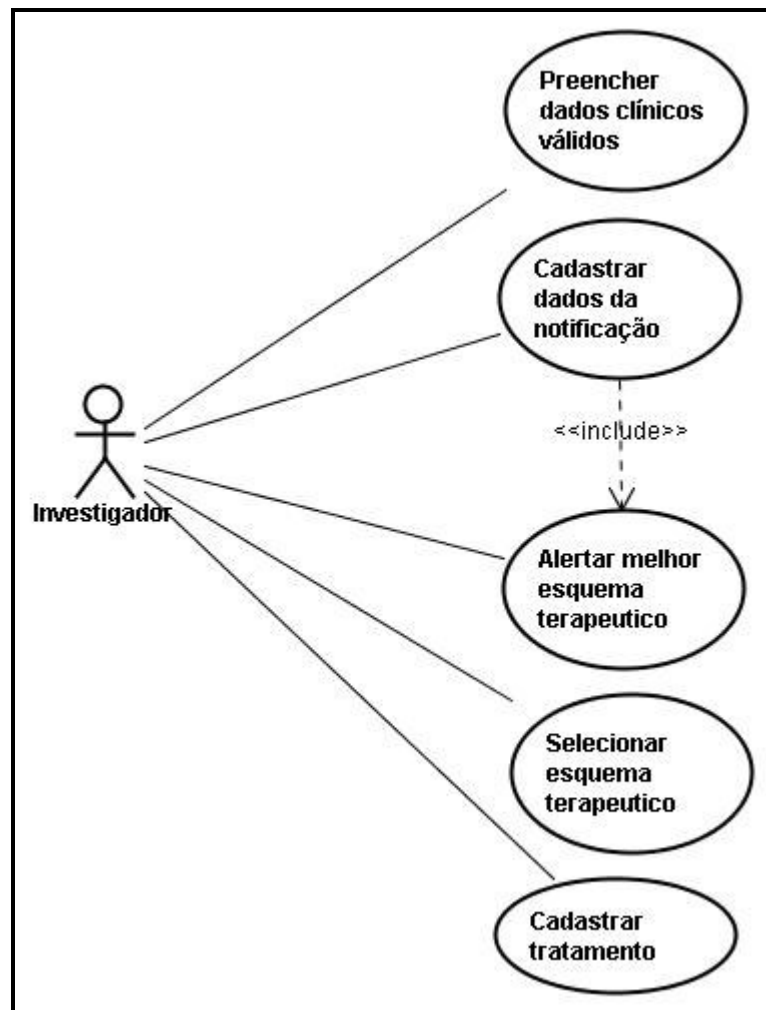 Preencher
dados clínicos
válidos
Cadastrar
dados da
notificação
<<include>>
Investigador
Alertar melhor
esquema
terapeutico
Selecionar
esquema
terapeutico
Cadastrar
tratamento